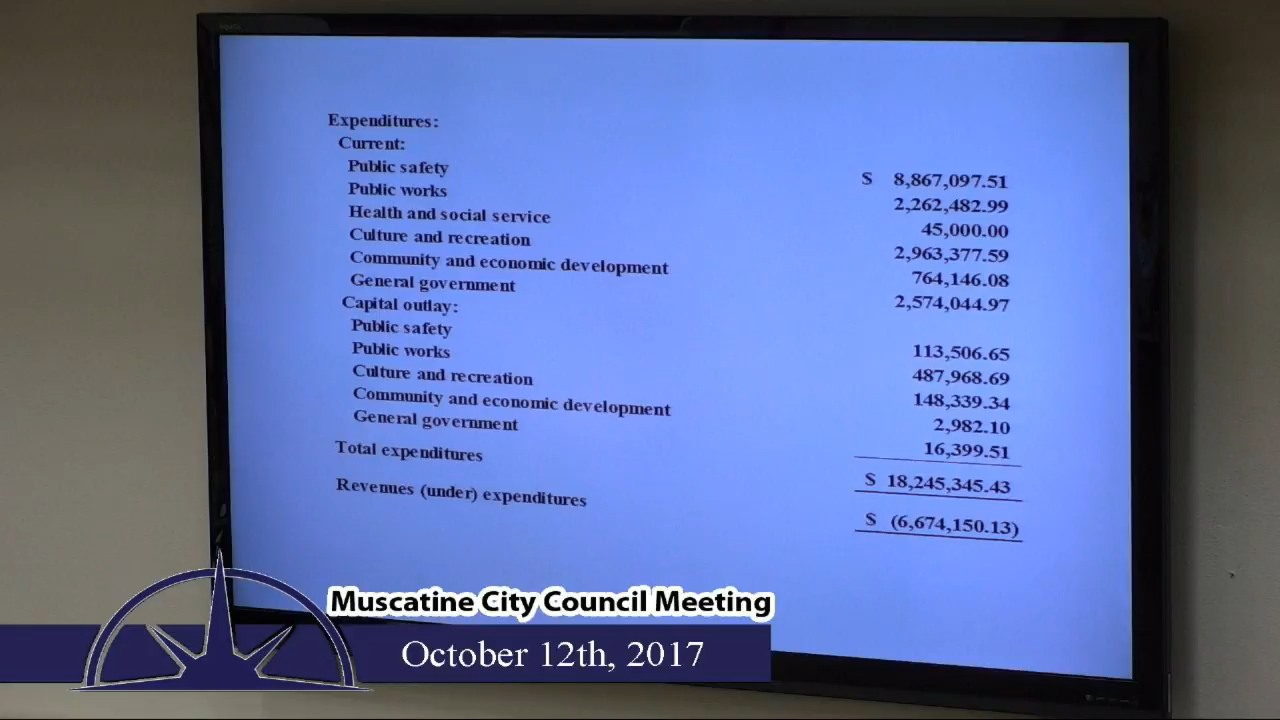 Expenditures:
Current:
Public safety $ 8,867,097.51
Public works 2,262,482.99
Health and social service 45,000.00
Culture and recreation 2,963,377.59
Community and economic development 764,146.08
General government 2,574,044.97
Capital outlay:
Public safety 113,506.65
Public works 487,968.69
Culture and recreation 148,339.34
Community and economic development 2,982.10
General government 16,399.51
Total expenditures $ 18,245,345.43
Revenues (under) expenditures $ (6,674,150.13)
Muscatine City Council Meeting
October 12th, 2017